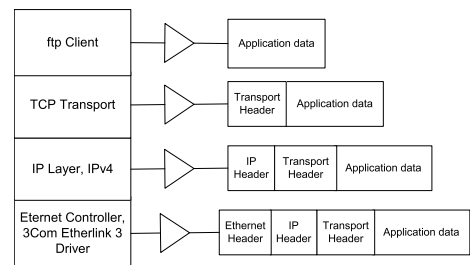 ftp Client
Application data
TCP Transport
Transport
Header
Application data
IP Layer, IPv4
IP
Header
Transport
Header
Application data
Eternet Controller,
3Com Etherlink 3
Driver
Ethernet
Header
IP
Header
Transport
Header
Application data